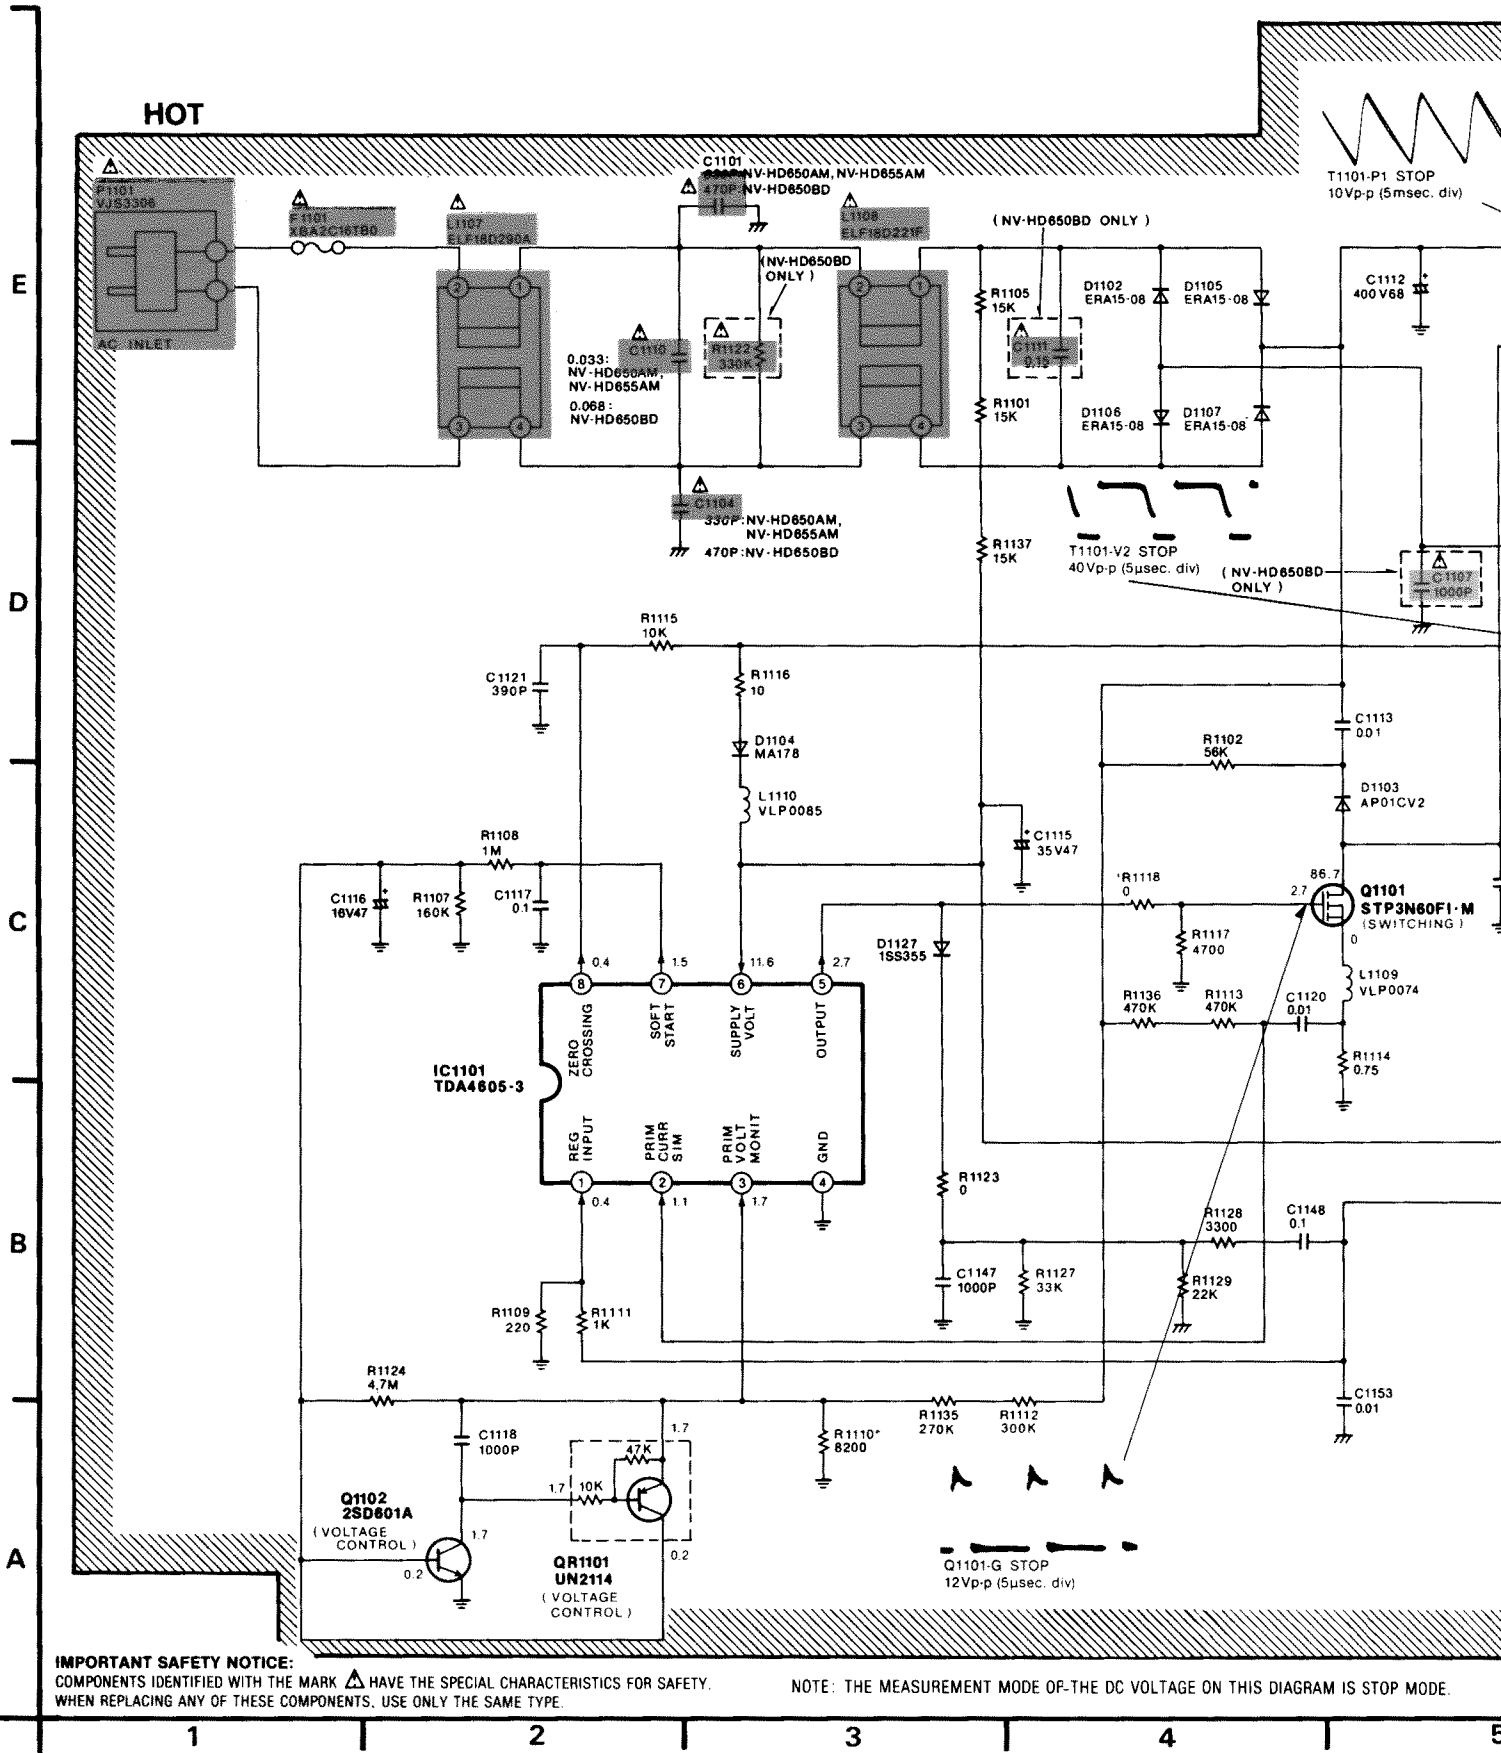 HOT
T1101-P1 STOP
10Vp-p (5msec. div)
P1101
VJS3306
AC INLET
F1101
XBA2C16TB0
L1107
ELF18D290A
2
1
3
4
C1101
NV-HD650AM, NV-HD655AM
470P: NV-HD650BD
(NV-HD650BD
ONLY)
L1108
ELF18D221F
2
1
3
4
(NV-HD650BD ONLY)
C1110
0.033:
NV-HD650AM,
NV-HD655AM
0.068:
NV-HD650BD
R1122
330K
R1105
15K
C1111
0.15
D1102
ERA15-08
D1105
ERA15-08
C1112
400V68
R1101
15K
D1106
ERA15-08
D1107
ERA15-08
C1104
330P: NV-HD650AM,
NV-HD655AM
470P: NV-HD650BD
R1137
15K
T1101-V2 STOP
40Vp-p (5µsec. div)
(NV-HD650BD
ONLY)
C1107
1000P
E
D
C
B
A
R1115
10K
C1121
390P
R1116
10
D1104
MA178
L1110
VLP0085
C1113
0.01
R1102
56K
D1103
AP01CV2
R1108
1M
C1116
16V47
R1107
160K
C1117
0.1
C1115
35V47
R1118
0
86.7
2.7
Q1101
STP3N60FI-M
(SWITCHING)
0
D1127
1SS355
R1117
4700
L1109
VLP0074
R1136
470K
R1113
470K
C1120
0.01
R1114
0.75
8
0.4
7
1.5
6
11.6
5
2.7
ZERO
CROSSING
SOFT
START
SUPPLY
VOLT
OUTPUT
IC1101
TDA4605-3
REG
INPUT
PRIM
CURR
SIM
PRIM
VOLT
MONIT
GND
1
0.4
2
1.1
3
1.7
4
R1123
0
R1128
3300
C1148
0.1
C1147
1000P
R1127
33K
R1129
22K
R1109
220
R1111
1K
R1124
4.7M
C1118
1000P
1.7
47K
1.7
10K
R1110*
8200
R1135
270K
R1112
300K
C1153
0.01
Q1102
2SD601A
(VOLTAGE
CONTROL)
1.7
0.2
QR1101
UN2114
(VOLTAGE
CONTROL)
0.2
Q1101-G STOP
12Vp-p (5µsec. div)
IMPORTANT SAFETY NOTICE:
COMPONENTS IDENTIFIED WITH THE MARK ⚠ HAVE THE SPECIAL CHARACTERISTICS FOR SAFETY.
WHEN REPLACING ANY OF THESE COMPONENTS, USE ONLY THE SAME TYPE.
NOTE: THE MEASUREMENT MODE OF THE DC VOLTAGE ON THIS DIAGRAM IS STOP MODE.
1
2
3
4
5